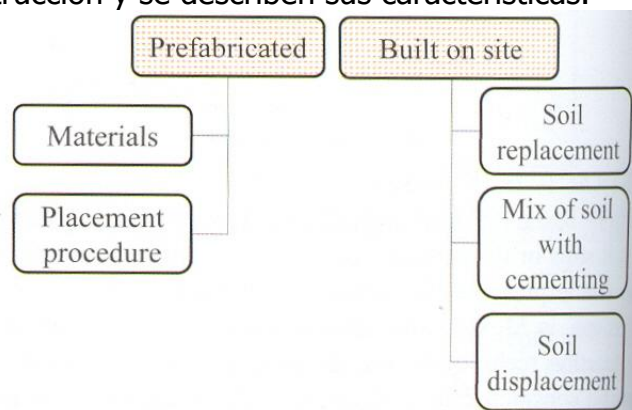 trucción y se describen sus características.
Prefabricated
Built on site
Materials
Placement
procedure
Soil
replacement
Mix of soil
with
cementing
Soil
displacement